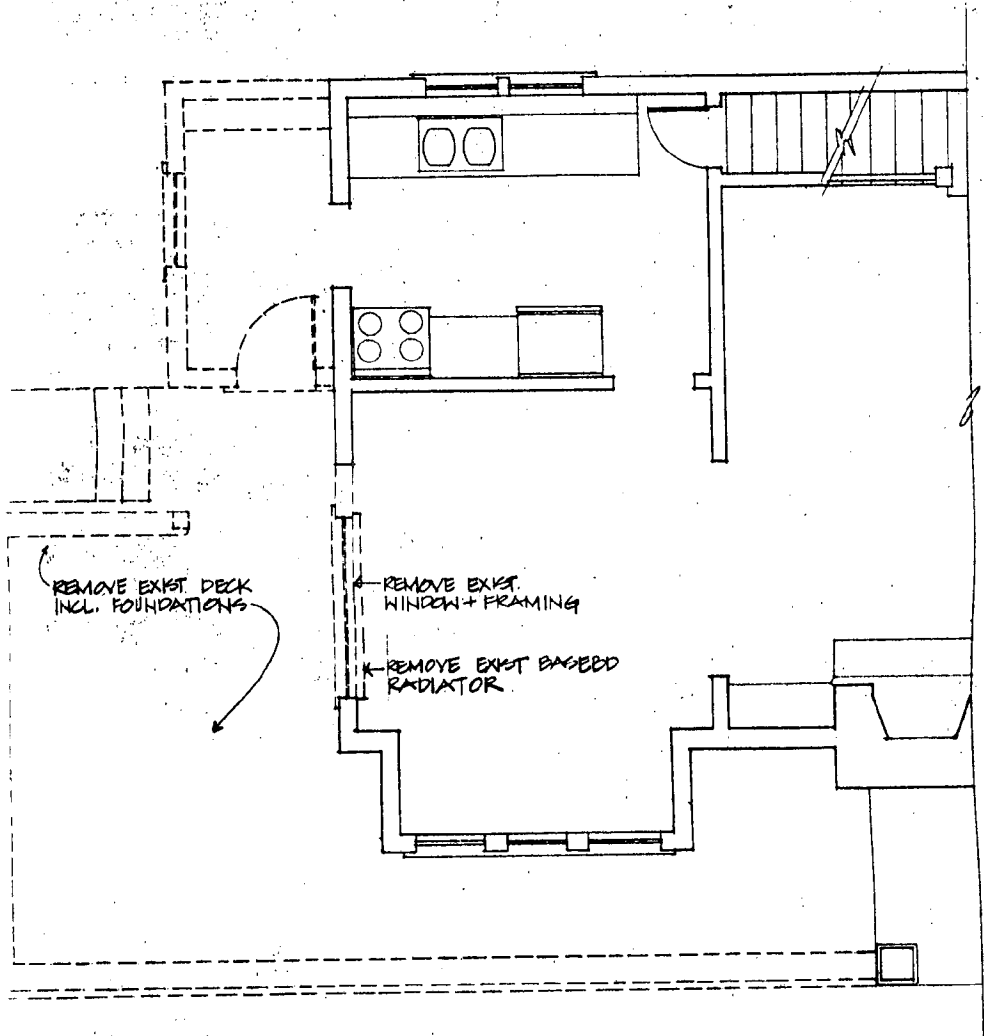 REMOVE EXIST. DECK
INCL. FOUNDATIONS
REMOVE EXIST.
WINDOW + FRAMING
REMOVE EXIST BASEBD
RADIATOR